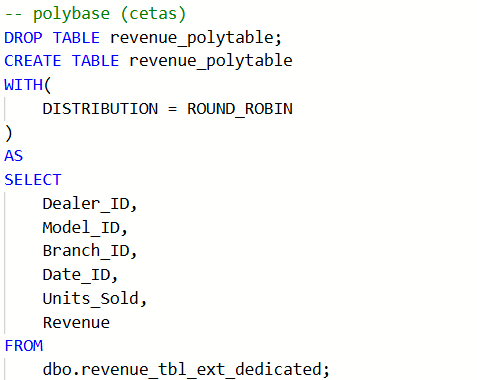 -- polybase (cetas)
DROP TABLE revenue_polytable;
CREATE TABLE revenue_polytable
WITH(
    DISTRIBUTION = ROUND_ROBIN
)
AS
SELECT
    Dealer_ID,
    Model_ID,
    Branch_ID,
    Date_ID,
    Units_Sold,
    Revenue
FROM
    dbo.revenue_tbl_ext_dedicated;